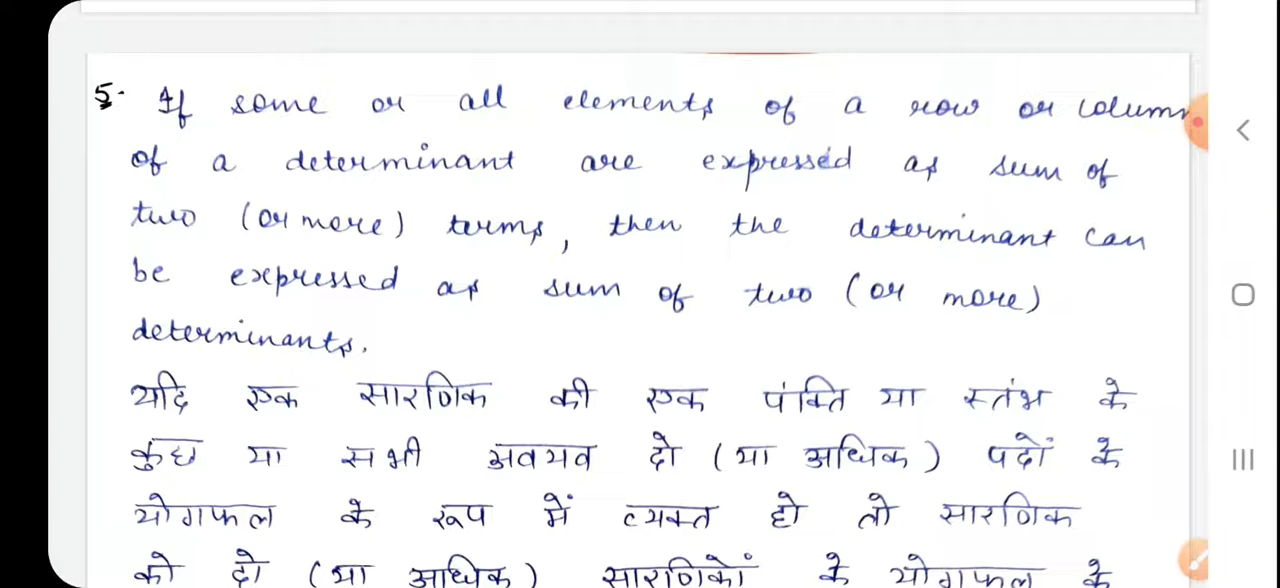 5. If some or all elements of a row or column
of a determinant are expressed as sum of
two (or more) terms, then the determinant can
be expressed as sum of two (or more)
determinants.
यदि एक सारणिक की एक पंक्ति या स्तंभ के
कुछ या सभी अवयव दो (या अधिक) पदों के
योगफल के रूप में व्यक्त हो तो सारणिक
को दो (या अधिक) सारणिकों के योगफल के